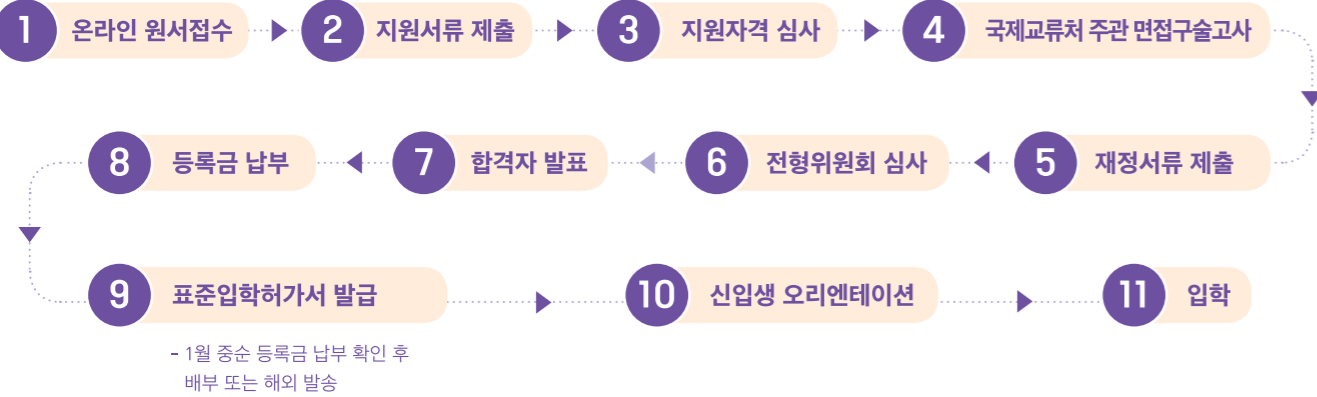 1 온라인 원서접수
2 지원서류 제출
3 지원자격 심사
4 국제교류처 주관 면접구술고사
5 재정서류 제출
6 전형위원회 심사
7 합격자 발표
8 등록금 납부
9 표준입학허가서 발급
- 1월 중순 등록금 납부 확인 후
배부 또는 해외 발송
10 신입생 오리엔테이션
11 입학